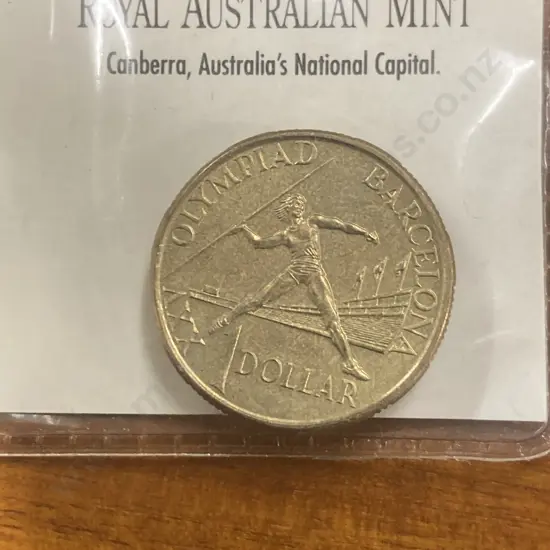 ROYAL AUSTRALIAN MINT
Canberra, Australia's National Capital.
XXV OLYMPIAD BARCELONA
1 DOLLAR